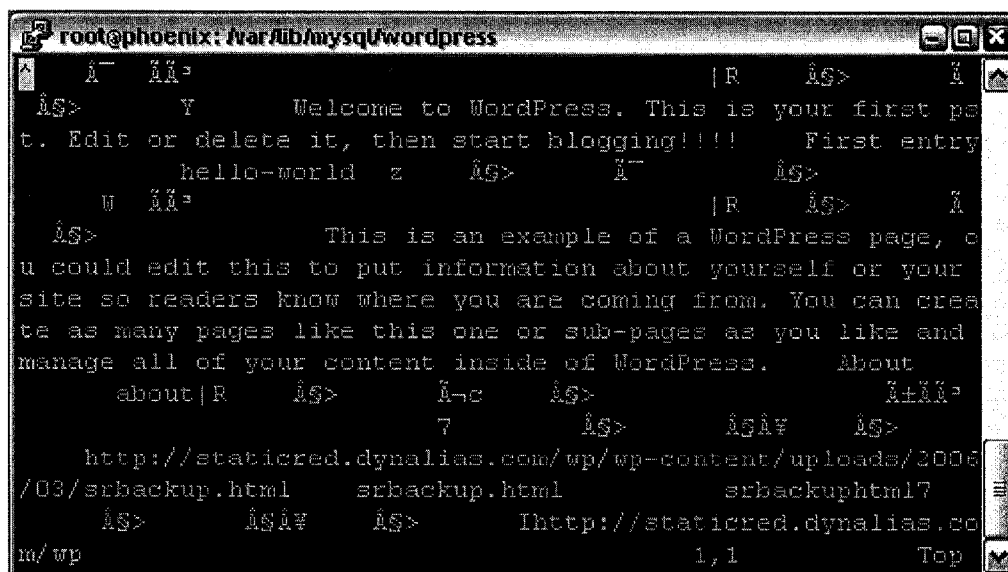 root@phoenix: /var/lib/mysql/wordpress
^ Â¯ ÃÃ³ |R Â§> Ã
Â§> Y Welcome to WordPress. This is your first ps
t. Edit or delete it, then start blogging!!!! First entry
hello-world z Â§> Ã¯ Â§>
W ÃÃ³ |R Â§> Ã
Â§> This is an example of a WordPress page, o
u could edit this to put information about yourself or your
site so readers know where you are coming from. You can crea
te as many pages like this one or sub-pages as you like and
manage all of your content inside of WordPress. About
about|R Â§> Ã¬c Â§> Ã±ÃÃ³
7 Â§> Â§Â¥ Â§>
http://staticred.dynalias.com/wp/wp-content/uploads/2006
/03/srbackup.html srbackup.html srbackuphtml7
Â§> Â§Â¥ Â§> Ihttp://staticred.dynalias.co
m/wp 1,1 Top